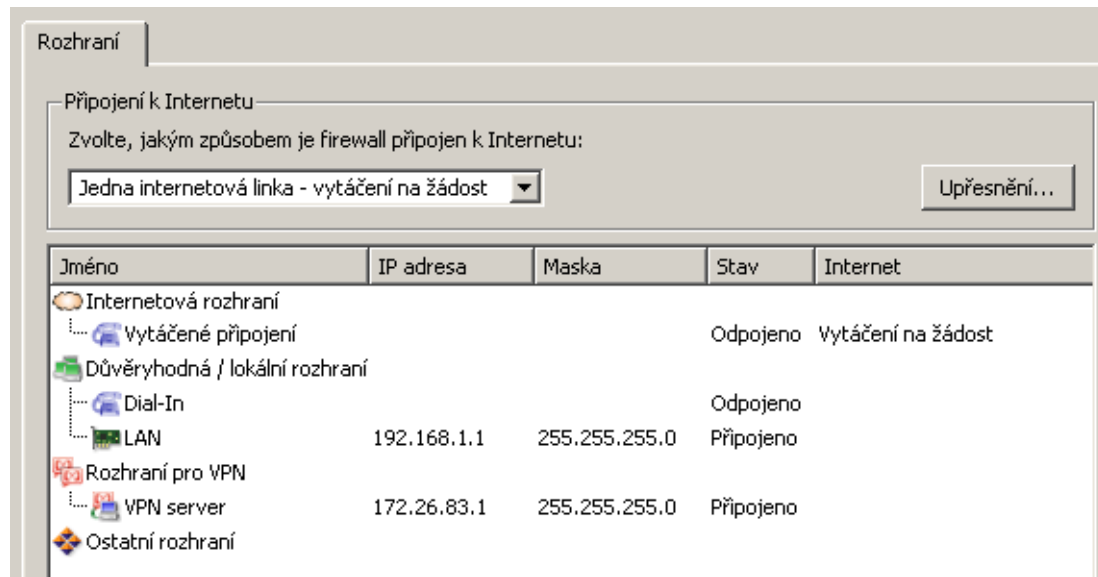 Rozhraní
Připojení k Internetu
Zvolte, jakým způsobem je firewall připojen k Internetu:
Jedna internetová linka - vytáčení na žádost
Upřesnění...
Jméno IP adresa Maska Stav Internet
Internetová rozhraní
Vytáčené připojení Odpojeno Vytáčení na žádost
Důvěryhodná / lokální rozhraní
Dial-In Odpojeno
LAN 192.168.1.1 255.255.255.0 Připojeno
Rozhraní pro VPN
VPN server 172.26.83.1 255.255.255.0 Připojeno
Ostatní rozhraní